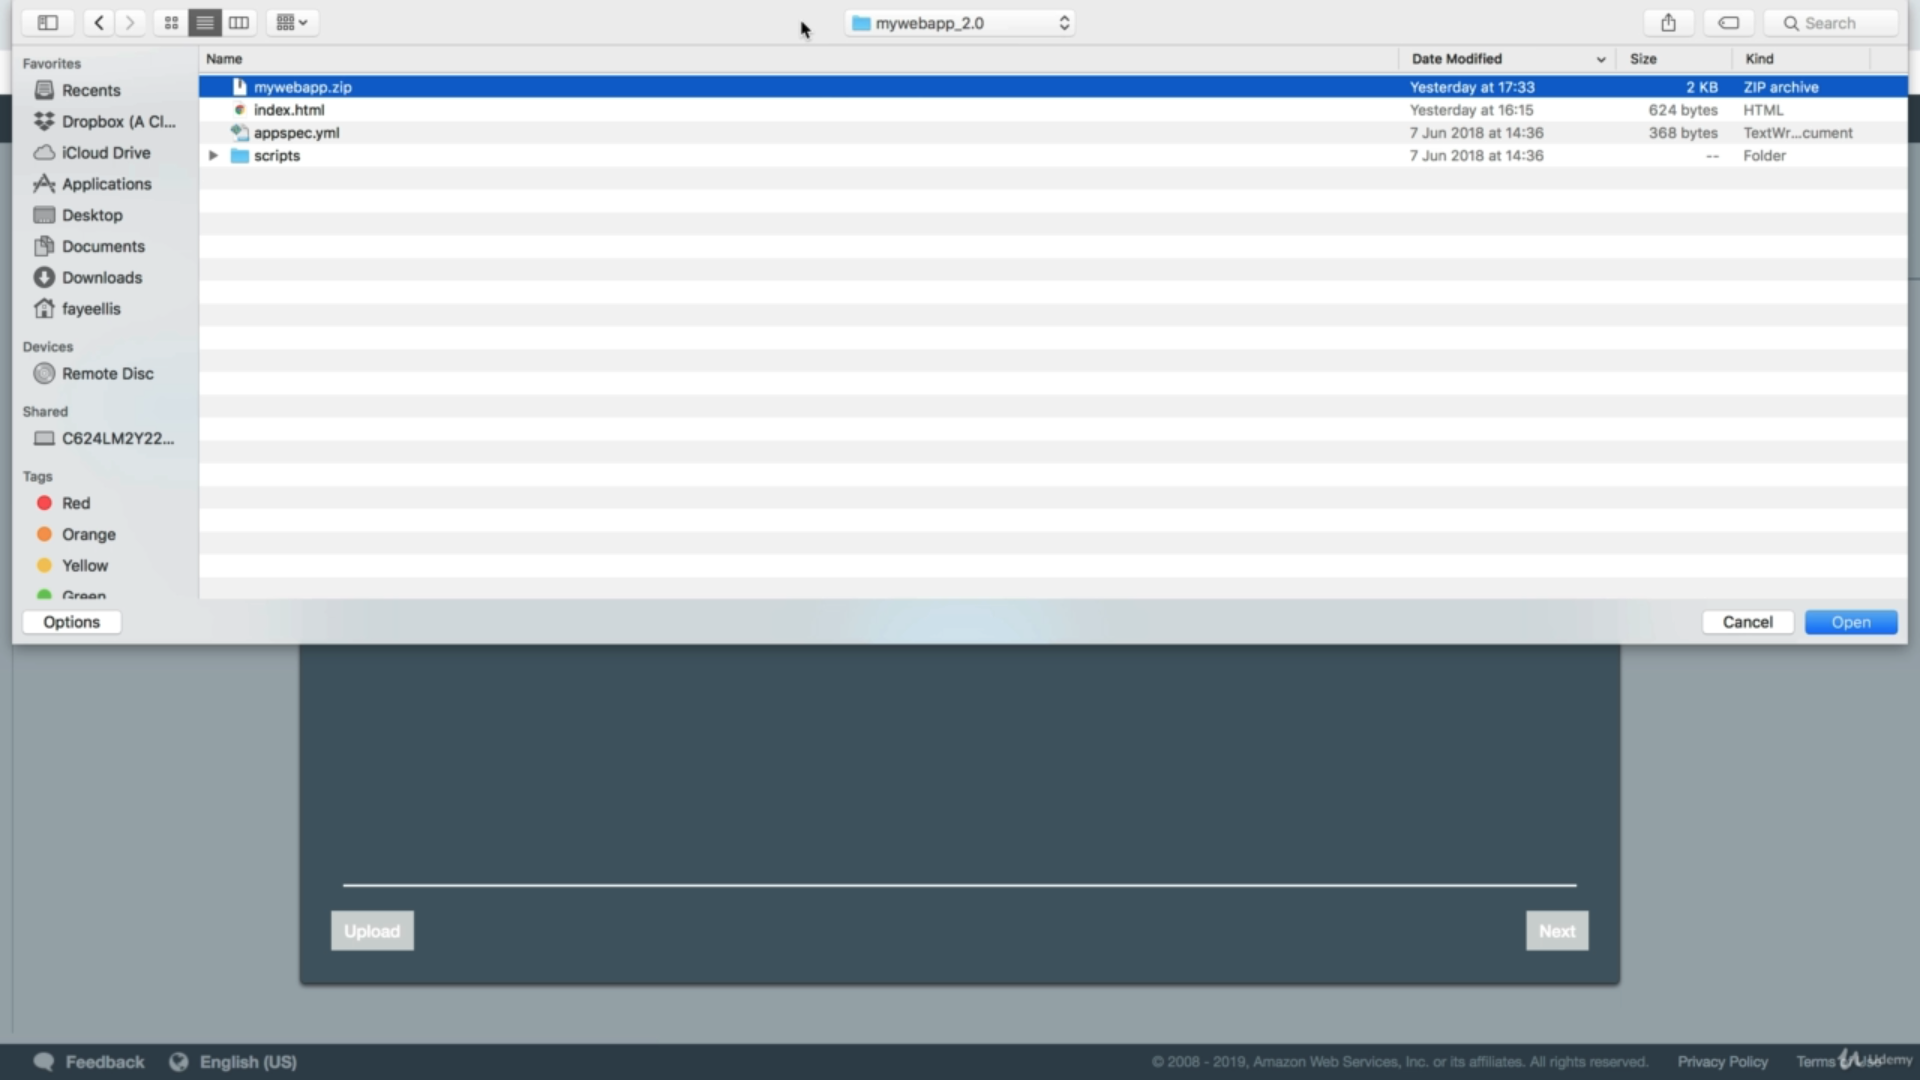 mywebapp_2.0
Search
Favorites
Recents
Dropbox (A Cl...
iCloud Drive
Applications
Desktop
Documents
Downloads
fayeellis
Devices
Remote Disc
Shared
C624LM2Y22...
Tags
Red
Orange
Yellow
Green
Name Date Modified Size Kind
mywebapp.zip Yesterday at 17:33 2 KB ZIP archive
index.html Yesterday at 16:15 624 bytes HTML
appspec.yml 7 Jun 2018 at 14:36 368 bytes TextWr...cument
scripts 7 Jun 2018 at 14:36 -- Folder
Options Cancel Open
Upload Next
Feedback English (US) © 2008 - 2019, Amazon Web Services, Inc. or its affiliates. All rights reserved. Privacy Policy Terms
Udemy